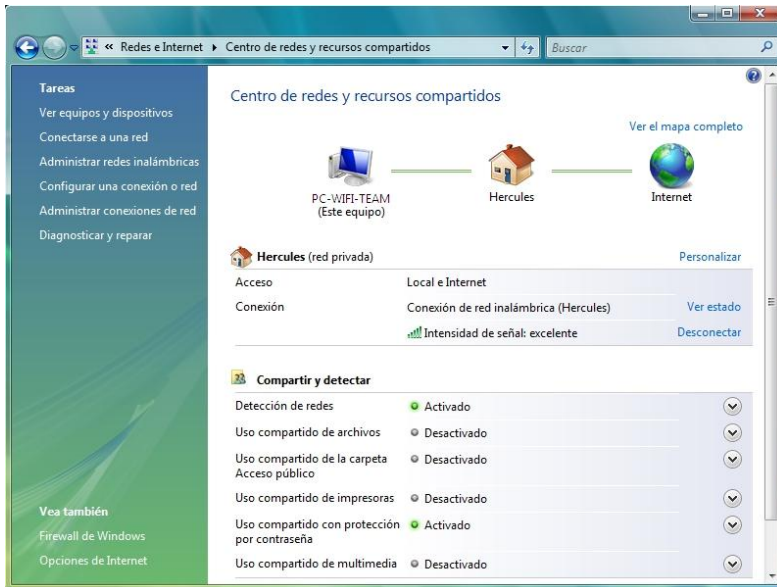 « Redes e Internet ▸ Centro de redes y recursos compartidos
Buscar
Tareas
Ver equipos y dispositivos
Conectarse a una red
Administrar redes inalámbricas
Configurar una conexión o red
Administrar conexiones de red
Diagnosticar y reparar
Vea también
Firewall de Windows
Opciones de Internet
Centro de redes y recursos compartidos
Ver el mapa completo
PC-WIFI-TEAM
(Este equipo)
Hercules
Internet
Hercules (red privada) Personalizar
Acceso Local e Internet
Conexión Conexión de red inalámbrica (Hercules) Ver estado
Intensidad de señal: excelente Desconectar
Compartir y detectar
Detección de redes Activado
Uso compartido de archivos Desactivado
Uso compartido de la carpeta Desactivado
Acceso público
Uso compartido de impresoras Desactivado
Uso compartido con protección Activado
por contraseña
Uso compartido de multimedia Desactivado